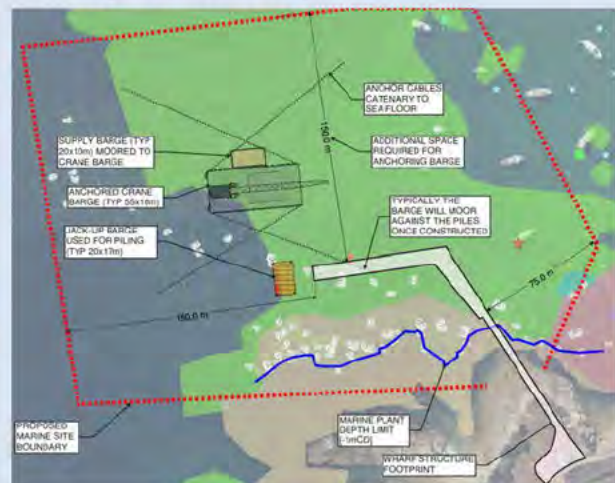 ANCHOR CABLES
CATENARY TO
SEAFLOOR
150.0 m
SUPPLY BARGE (TYP
20x10m) MOORED TO
CRANE BARGE
ADDITIONAL SPACE
REQUIRED FOR
ANCHORING BARGE
ANCHORED CRANE
BARGE (TYP 55x18m)
TYPICALLY THE
BARGE WILL MOOR
AGAINST THE PILES
ONCE CONSTRUCTED
JACK-UP BARGE
USED FOR PILING
(TYP 20x17m)
75.0 m
150.0 m
PROPOSED
MARINE SITE
BOUNDARY
MARINE PLANT
DEPTH LIMIT
[-1mCD]
WHARF STRUCTURE
FOOTPRINT